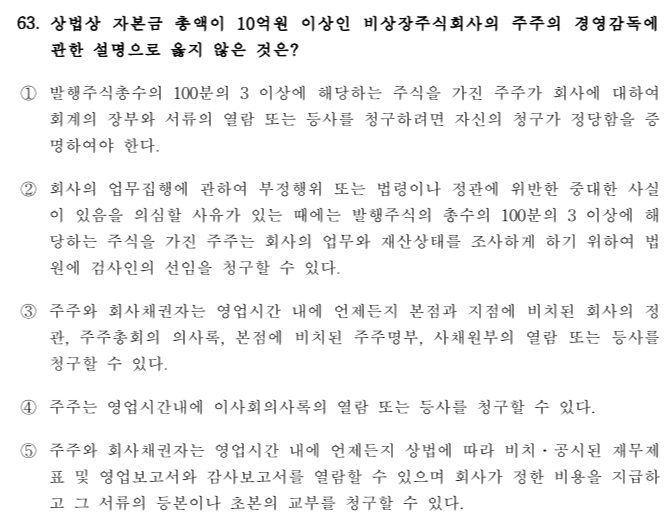 63. 상법상 자본금 총액이 10억원 이상인 비상장주식회사의 주주의 경영감독에
관한 설명으로 옳지 않은 것은?
① 발행주식총수의 100분의 3 이상에 해당하는 주식을 가진 주주가 회사에 대하여
회계의 장부와 서류의 열람 또는 등사를 청구하려면 자신의 청구가 정당함을 증
명하여야 한다.
② 회사의 업무집행에 관하여 부정행위 또는 법령이나 정관에 위반한 중대한 사실
이 있음을 의심할 사유가 있는 때에는 발행주식의 총수의 100분의 3 이상에 해
당하는 주식을 가진 주주는 회사의 업무와 재산상태를 조사하게 하기 위하여 법
원에 검사인의 선임을 청구할 수 있다.
③ 주주와 회사채권자는 영업시간 내에 언제든지 본점과 지점에 비치된 회사의 정
관, 주주총회의 의사록, 본점에 비치된 주주명부, 사채원부의 열람 또는 등사를
청구할 수 있다.
④ 주주는 영업시간내에 이사회의사록의 열람 또는 등사를 청구할 수 있다.
⑤ 주주와 회사채권자는 영업시간 내에 언제든지 상법에 따라 비치·공시된 재무제
표 및 영업보고서와 감사보고서를 열람할 수 있으며 회사가 정한 비용을 지급하
고 그 서류의 등본이나 초본의 교부를 청구할 수 있다.